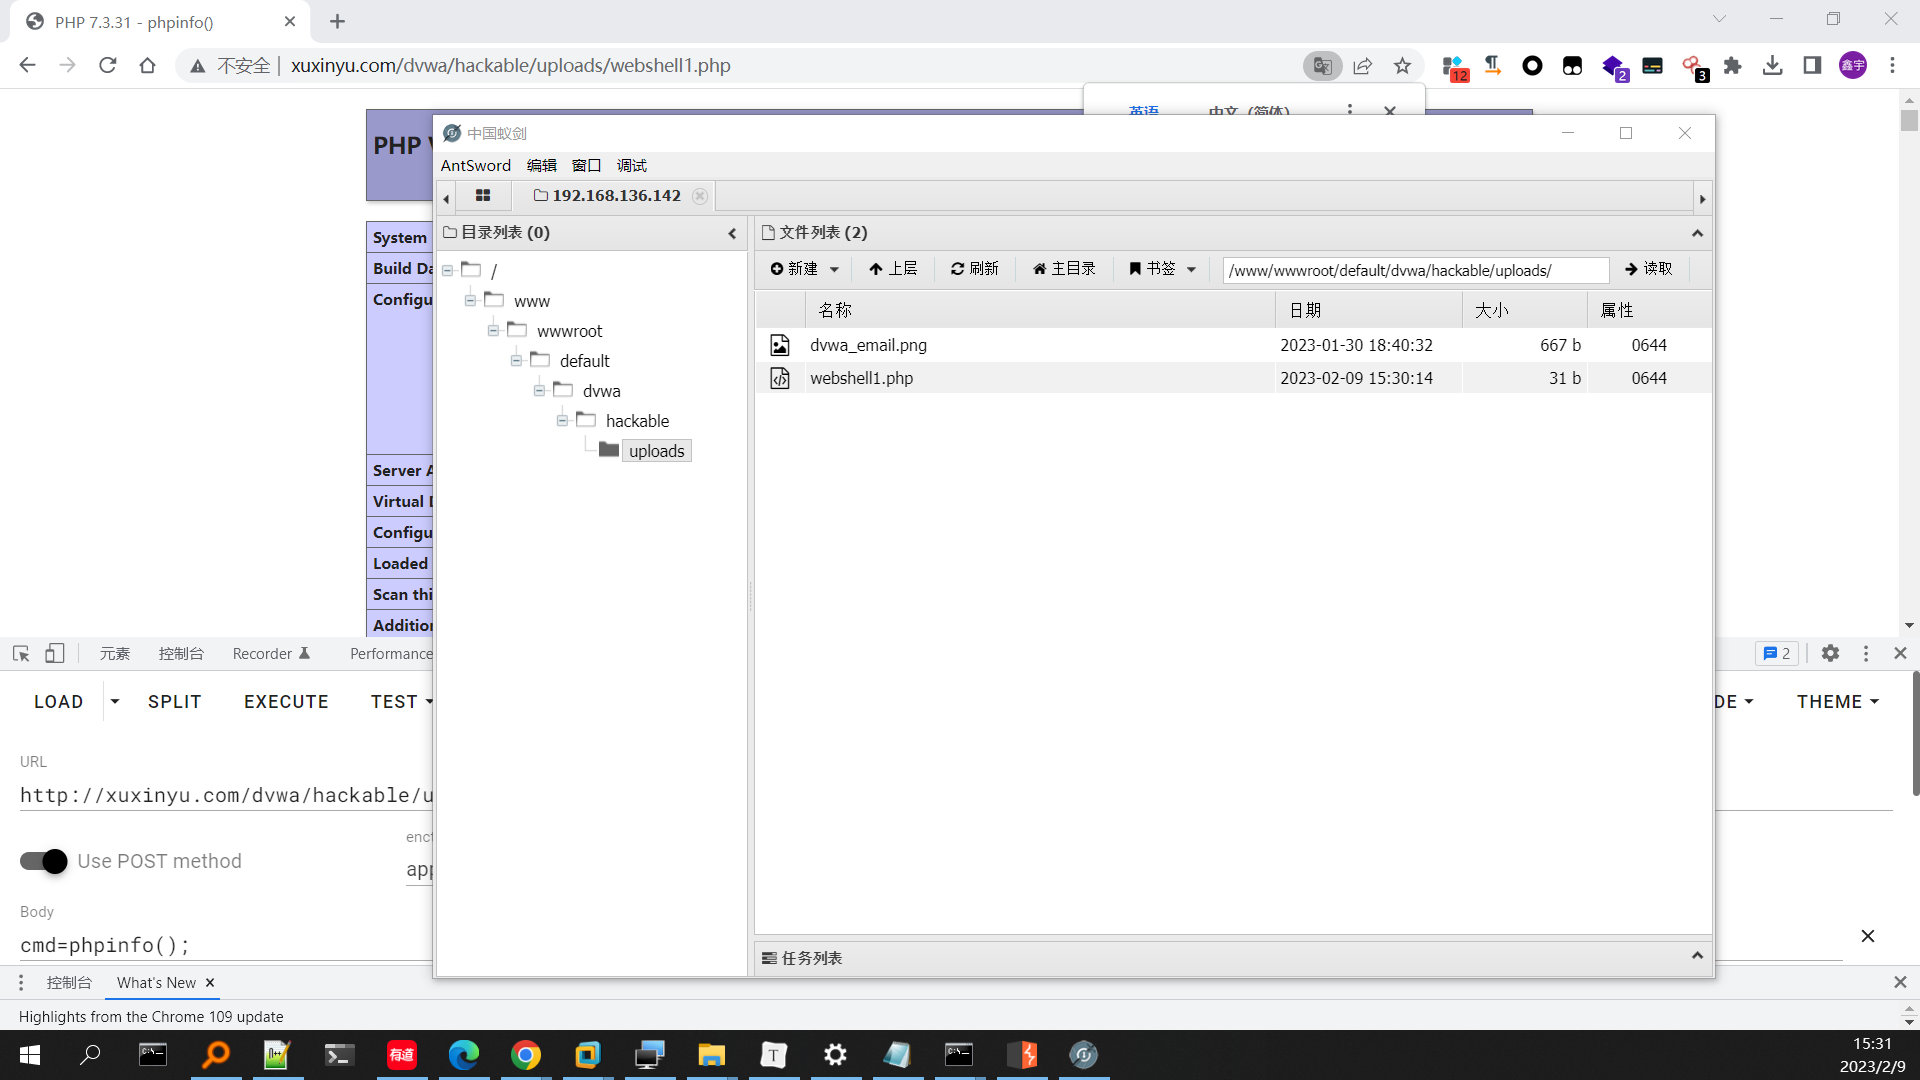 PHP 7.3.31 - phpinfo()
不安全
xuxinyu.com/dvwa/hackable/uploads/webshell1.php
12
2
3
鑫宇
英语
中文 (简体)
PHP
中国蚁剑
AntSword 编辑 窗口 调试
192.168.136.142
System
Build Da
Configu
Server A
Virtual D
Configu
Loaded
Scan thi
Addition
目录列表 (0)
/
www
wwwroot
default
dvwa
hackable
uploads
文件列表 (2)
新建 上层 刷新 主目录 书签 /www/wwwroot/default/dvwa/hackable/uploads/ 读取
名称 日期 大小 属性
dvwa_email.png 2023-01-30 18:40:32 667 b 0644
webshell1.php 2023-02-09 15:30:14 31 b 0644
任务列表
元素 控制台 Recorder Performance 2
LOAD SPLIT EXECUTE TEST DE THEME
URL
http://xuxinyu.com/dvwa/hackable/u
Use POST method
enct
app
Body
cmd=phpinfo();
控制台 What's New
Highlights from the Chrome 109 update
有道
T
15:31
2023/2/9